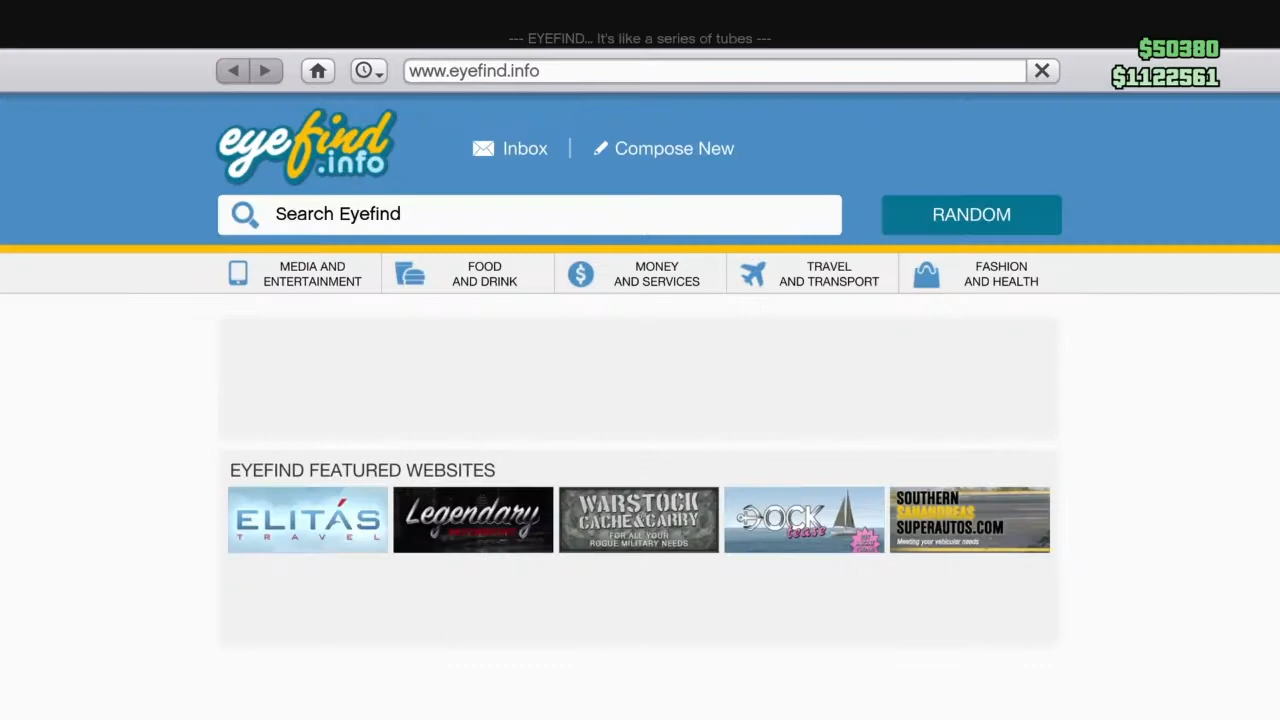 --- EYEFIND... It's like a series of tubes ---
$50380
www.eyefind.info
$1122561
eyefind
.info
Inbox
Compose New
Search Eyefind
RANDOM
MEDIA AND
ENTERTAINMENT
FOOD
AND DRINK
MONEY
AND SERVICES
TRAVEL
AND TRANSPORT
FASHION
AND HEALTH
EYEFIND FEATURED WEBSITES
ELITÁS
TRAVEL
Legendary
WARSTOCK
CACHE&CARRY
FOR ALL YOUR
ROGUE MILITARY NEEDS
DOCK
tease
SOUTHERN
SANANDREAS
SUPERAUTOS.COM
Meeting your vehicular needs